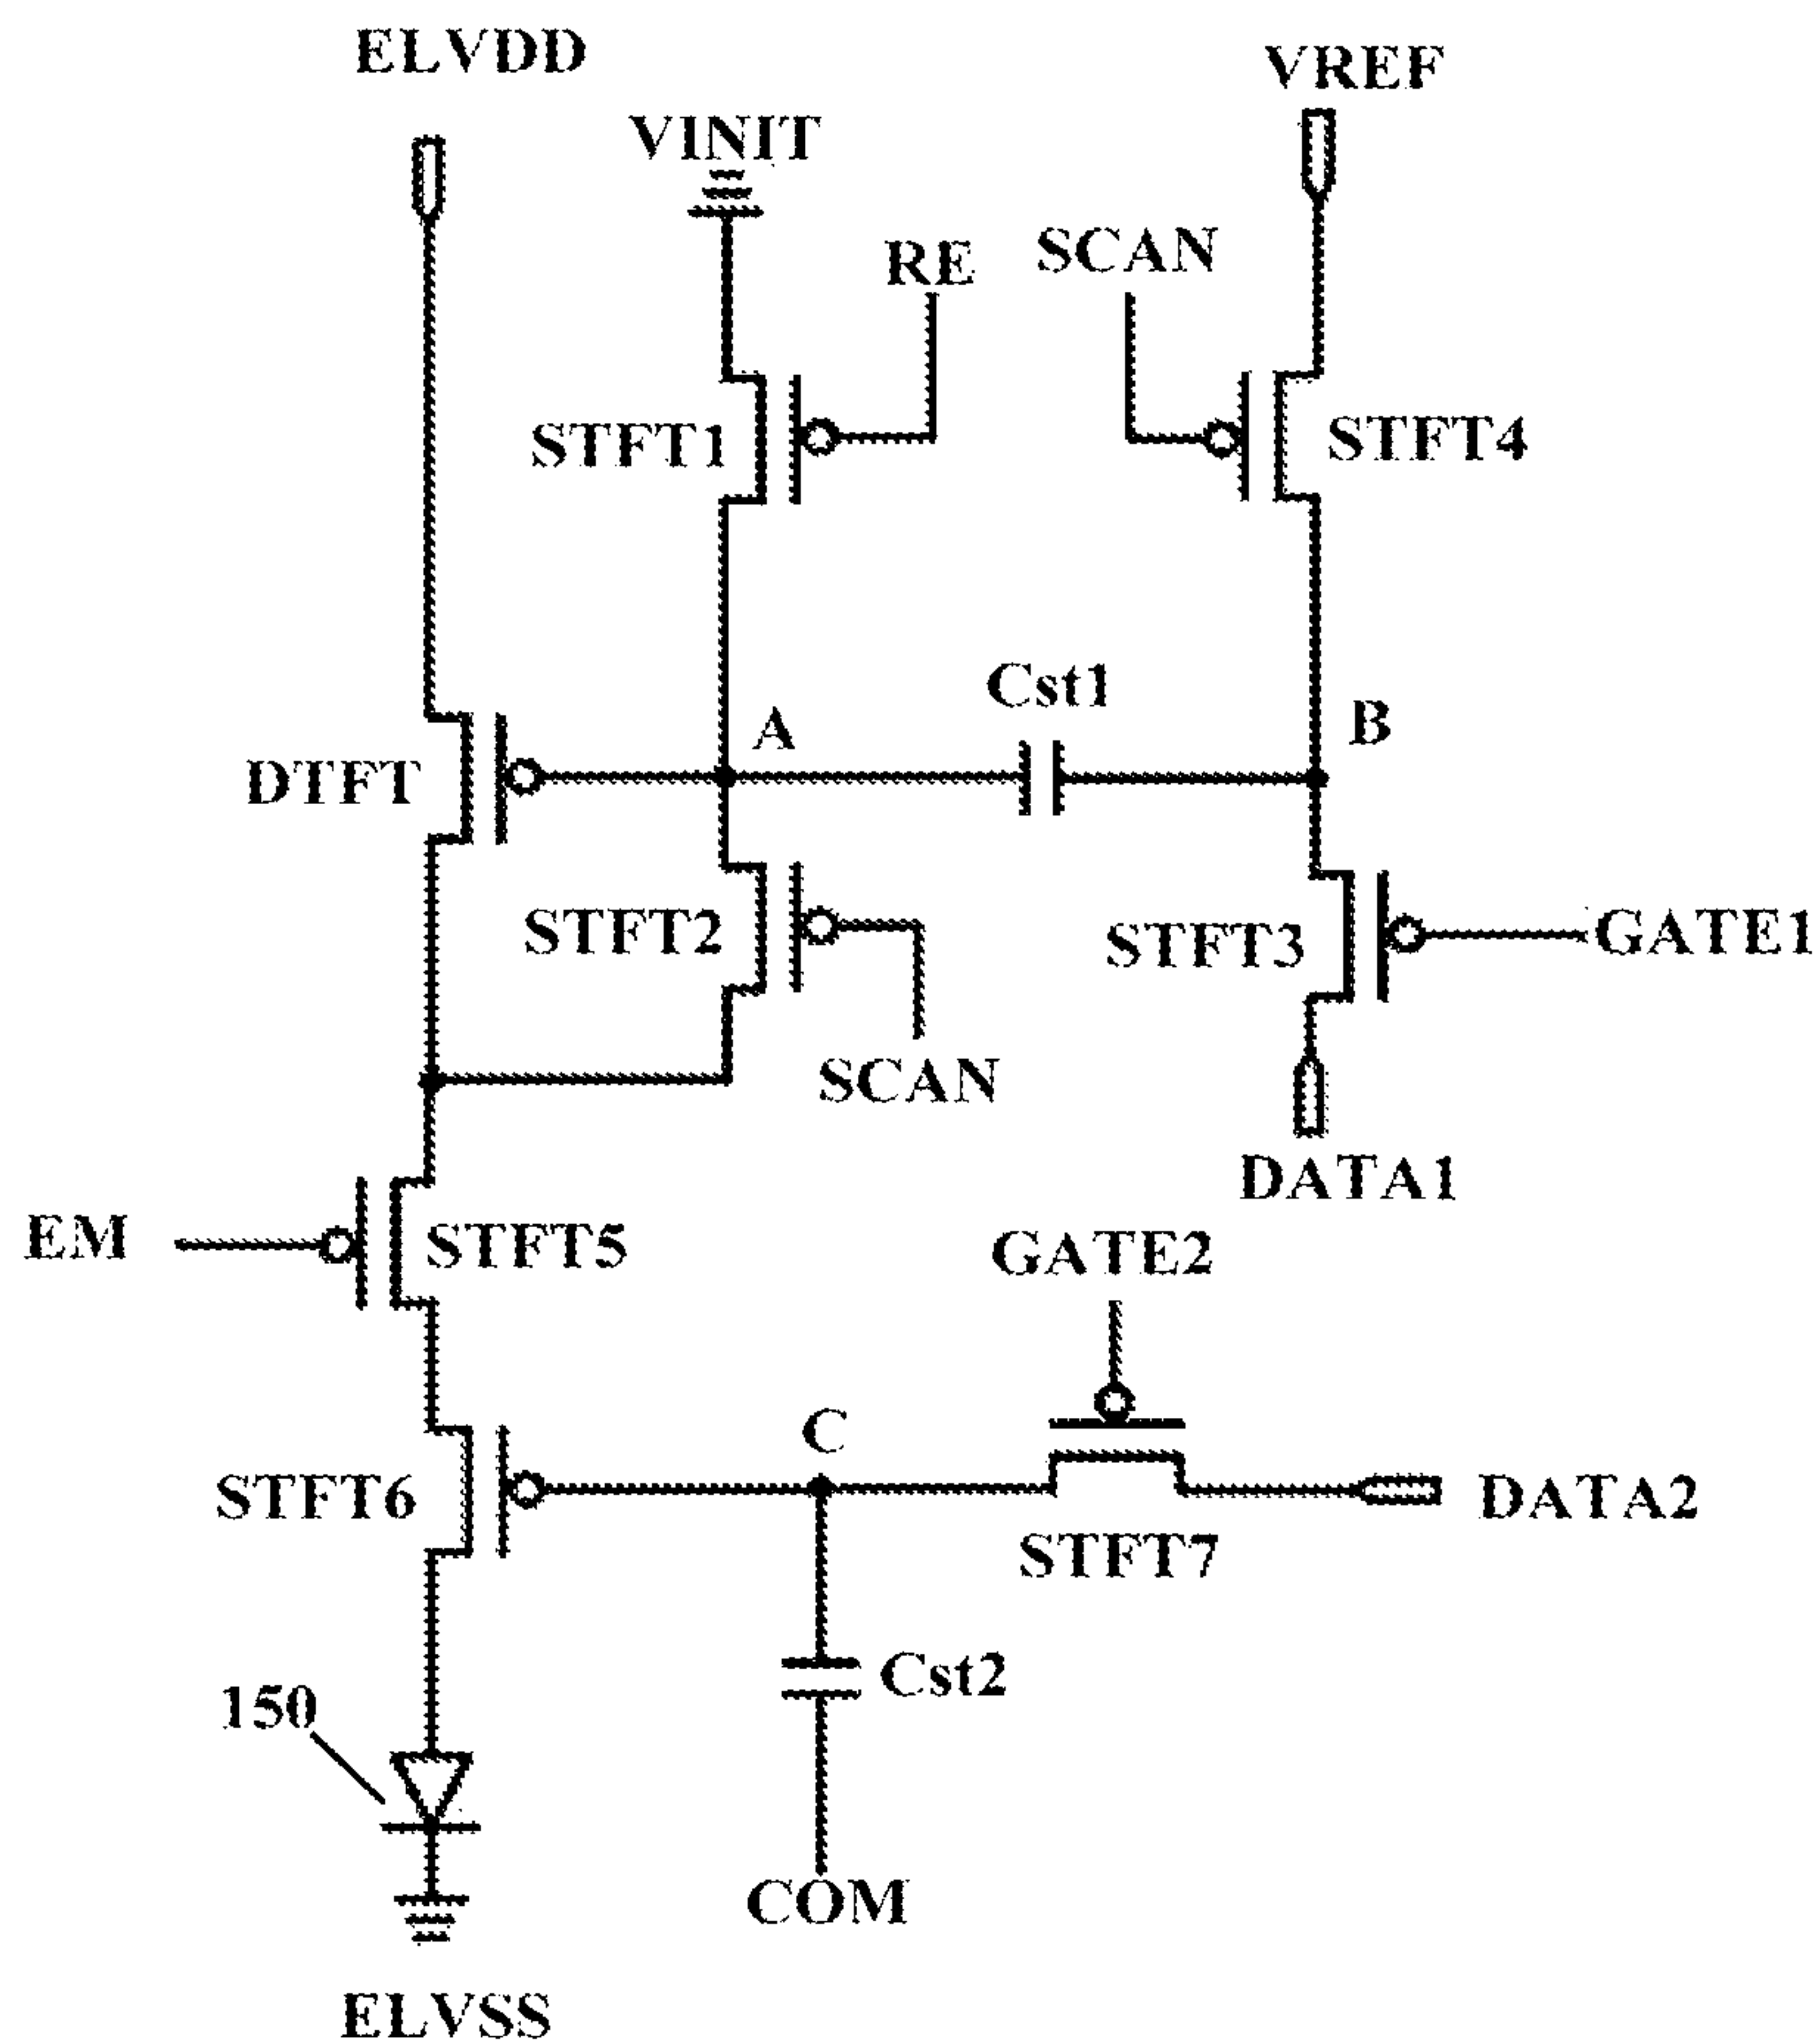 ELVDD
VREF
VINIT
RE
SCAN
STFT1
STFT4
Cst1
A
B
DTFT
STFT2
STFT3
GATE1
SCAN
DATA1
EM
STFT5
GATE2
C
STFT6
DATA2
STFT7
Cst2
150
COM
ELVSS